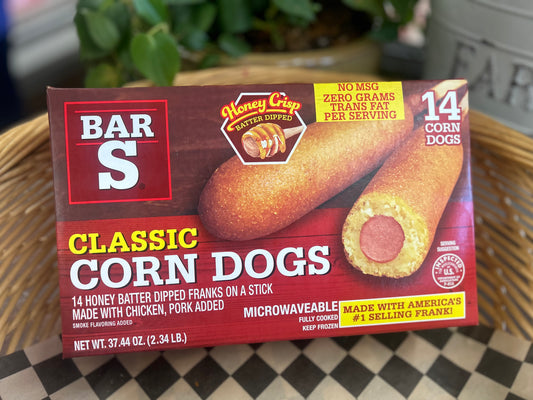 BAR
S
Honey Crisp
BATTER DIPPED
NO MSG
ZERO GRAMS
TRANS FAT
PER SERVING
14
CORN
DOGS
CLASSIC
CORN DOGS
14 HONEY BATTER DIPPED FRANKS ON A STICK
MADE WITH CHICKEN, PORK ADDED
SMOKE FLAVORING ADDED
NET WT. 37.44 OZ. (2.34 LB.)
MICROWAVEABLE
FULLY COOKED
KEEP FROZEN
MADE WITH AMERICA'S
#1 SELLING FRANK!
SERVING
SUGGESTION
INSPECTED
U.S.
FAR